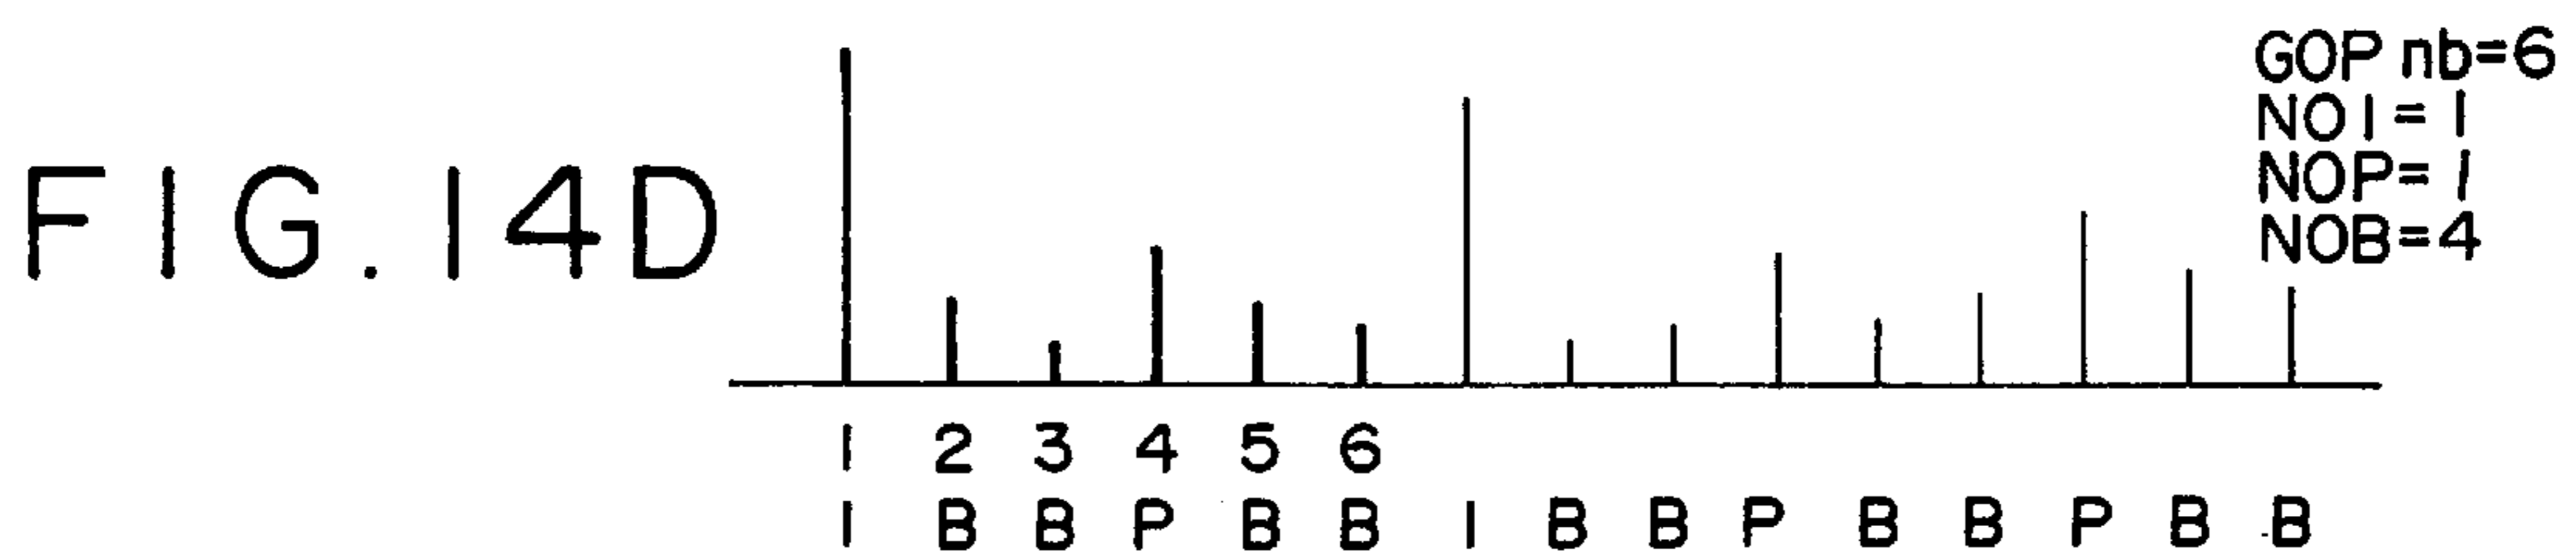 FIG. 14D
GOP nb=6
NOI=1
NOP=1
NOB=4
1 2 3 4 5 6
I B B P B B I B B P B B P B B